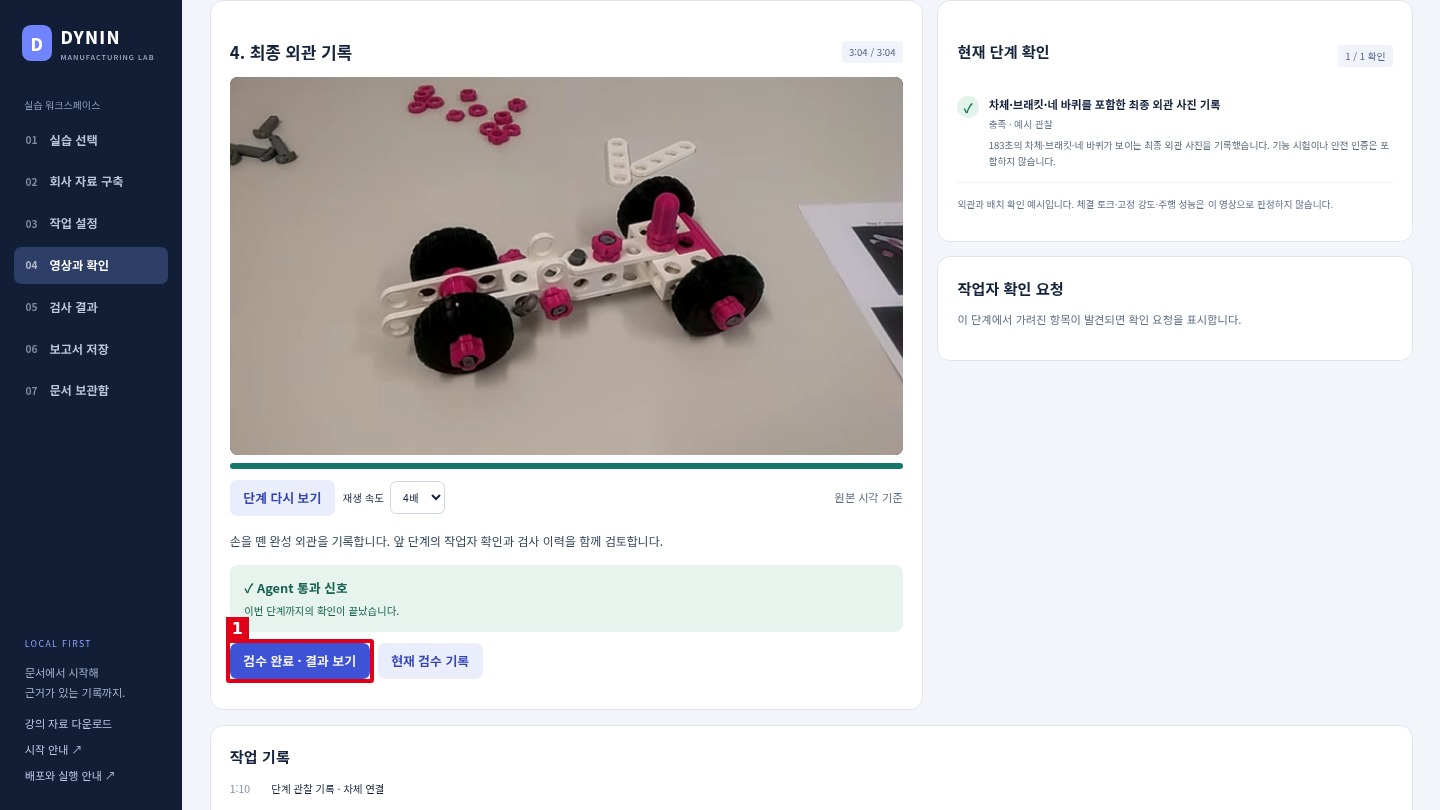 D DYNIN
MANUFACTURING LAB
실습 워크스페이스
01 실습 선택
02 회사 자료 구축
03 작업 설정
04 영상과 확인
05 검사 결과
06 보고서 저장
07 문서 보관함
LOCAL FIRST
문서에서 시작해
근거가 있는 기록까지.
강의 자료 다운로드
시작 안내 ↗
배포와 실행 안내 ↗
4. 최종 외관 기록
3:04 / 3:04
단계 다시 보기
재생 속도
4배
원본 시각 기준
손을 뗀 완성 외관을 기록합니다. 앞 단계의 작업자 확인과 검사 이력을 함께 검토합니다.
✓ Agent 통과 신호
이번 단계까지의 확인이 끝났습니다.
1
검수 완료 · 결과 보기
현재 검수 기록
현재 단계 확인
1 / 1 확인
✓ 차체·브래킷·네 바퀴를 포함한 최종 외관 사진 기록
충족 · 예시 관찰
183초의 차체·브래킷·네 바퀴가 보이는 최종 외관 사진을 기록했습니다. 기능 시험이나 안전 인증은 포
함하지 않습니다.
외관과 배치 확인 예시입니다. 체결 토크·고정 강도·주행 성능은 이 영상으로 판정하지 않습니다.
작업자 확인 요청
이 단계에서 가려진 항목이 발견되면 확인 요청을 표시합니다.
작업 기록
1:10 단계 관찰 기록 · 차체 연결